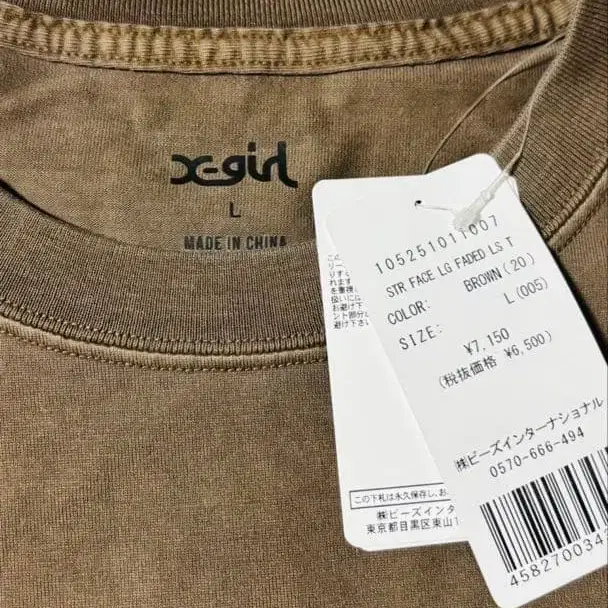 X-girl
L
MADE IN CHINA
105251011007
STR FACE LG FADED LS T
COLOR: BROWN(20)
SIZE: L(005)
¥7,150
(税抜価格 ¥6,500)
㈱ビーズインターナショナル
0570-666-494
この下札は永久保存し、お
㈱ビーズインタ
東京都目黒区東山1